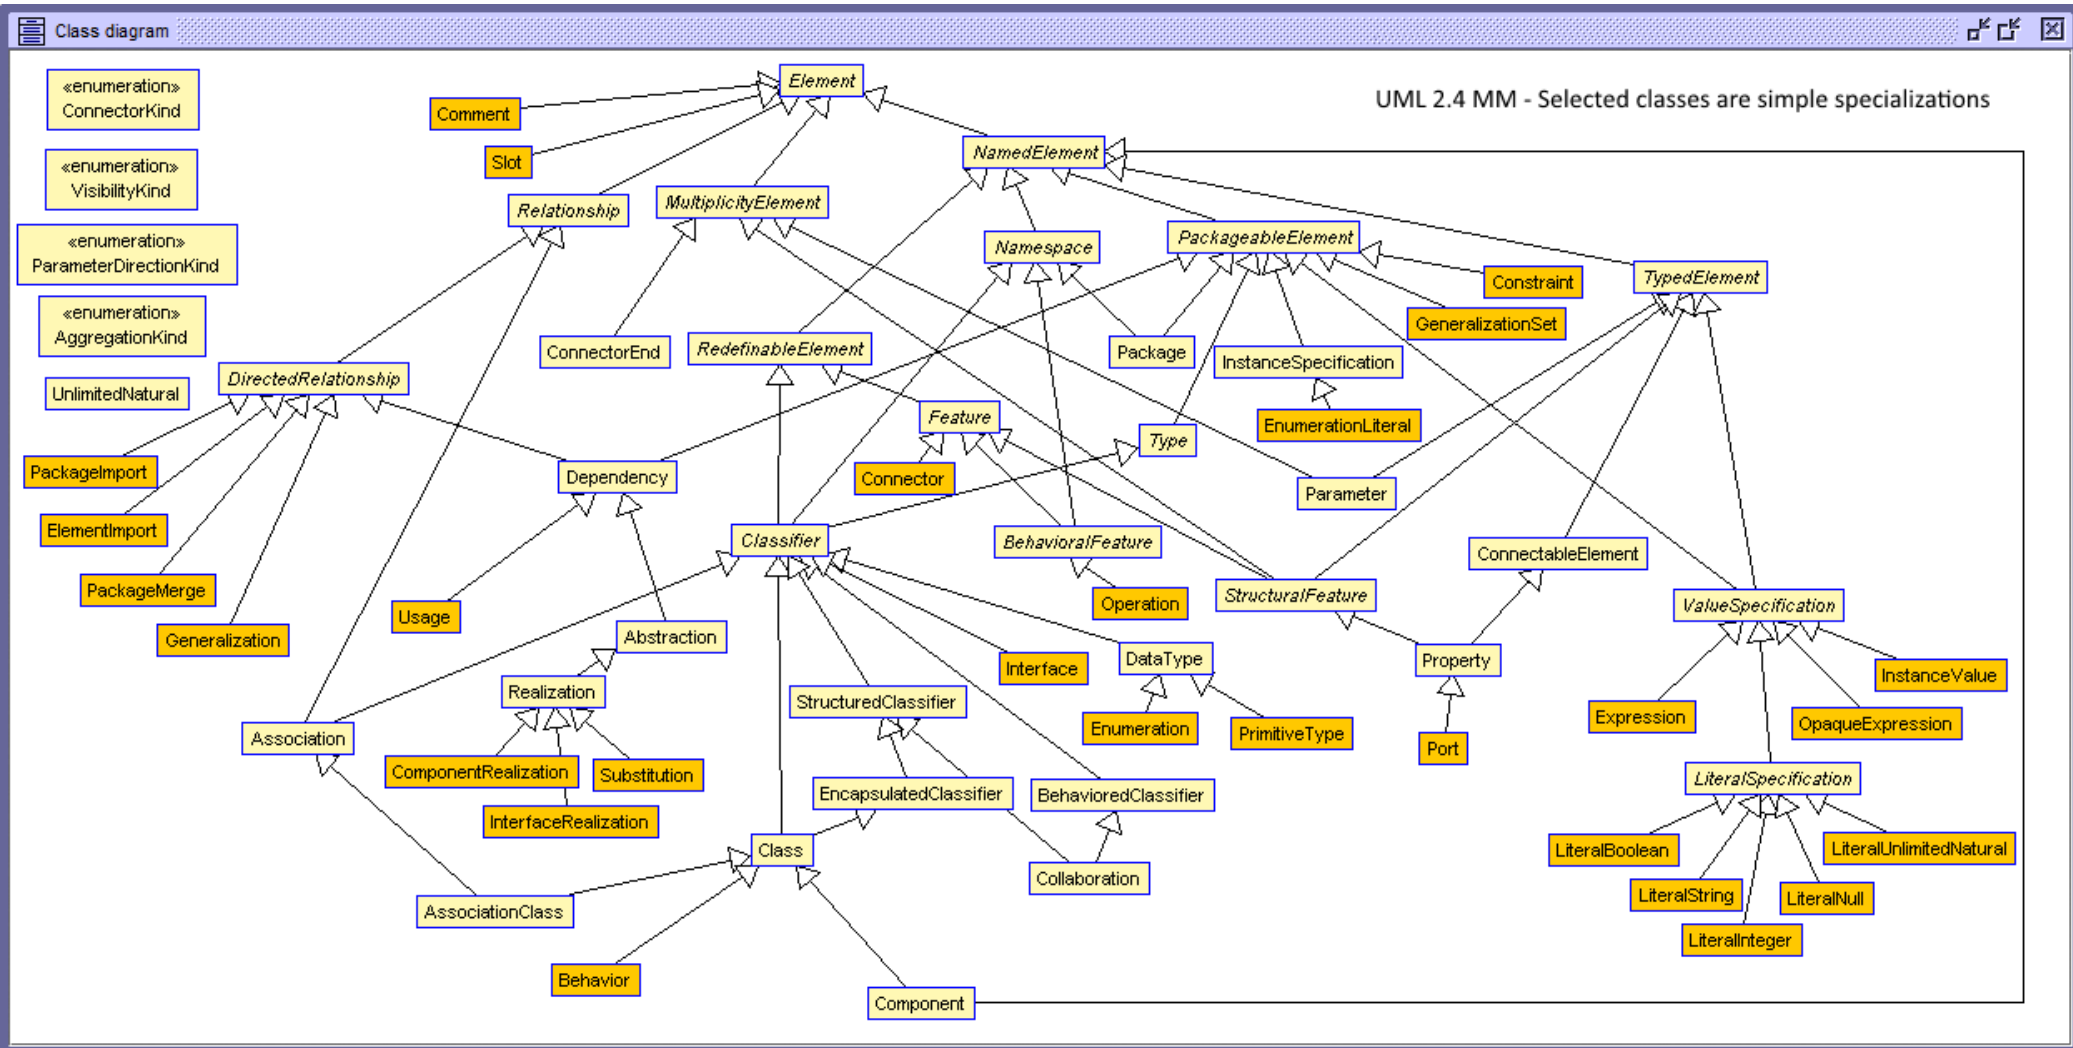 Class diagram
UML 2.4 MM - Selected classes are simple specializations
«enumeration»
ConnectorKind
«enumeration»
VisibilityKind
«enumeration»
ParameterDirectionKind
«enumeration»
AggregationKind
UnlimitedNatural
Element
Comment
Slot
NamedElement
Relationship
MultiplicityElement
Namespace
PackageableElement
TypedElement
Constraint
GeneralizationSet
ConnectorEnd
RedefinableElement
Package
InstanceSpecification
DirectedRelationship
Feature
EnumerationLiteral
Type
PackageImport
Dependency
Connector
Parameter
ElementImport
Classifier
BehavioralFeature
ConnectableElement
PackageMerge
Usage
Operation
StructuralFeature
ValueSpecification
Generalization
Abstraction
Interface
DataType
Property
InstanceValue
Realization
StructuredClassifier
Enumeration
PrimitiveType
Expression
OpaqueExpression
Association
Port
ComponentRealization
Substitution
LiteralSpecification
EncapsulatedClassifier
BehavioredClassifier
InterfaceRealization
Class
LiteralBoolean
LiteralUnlimitedNatural
Collaboration
LiteralString
LiteralNull
AssociationClass
LiteralInteger
Behavior
Component